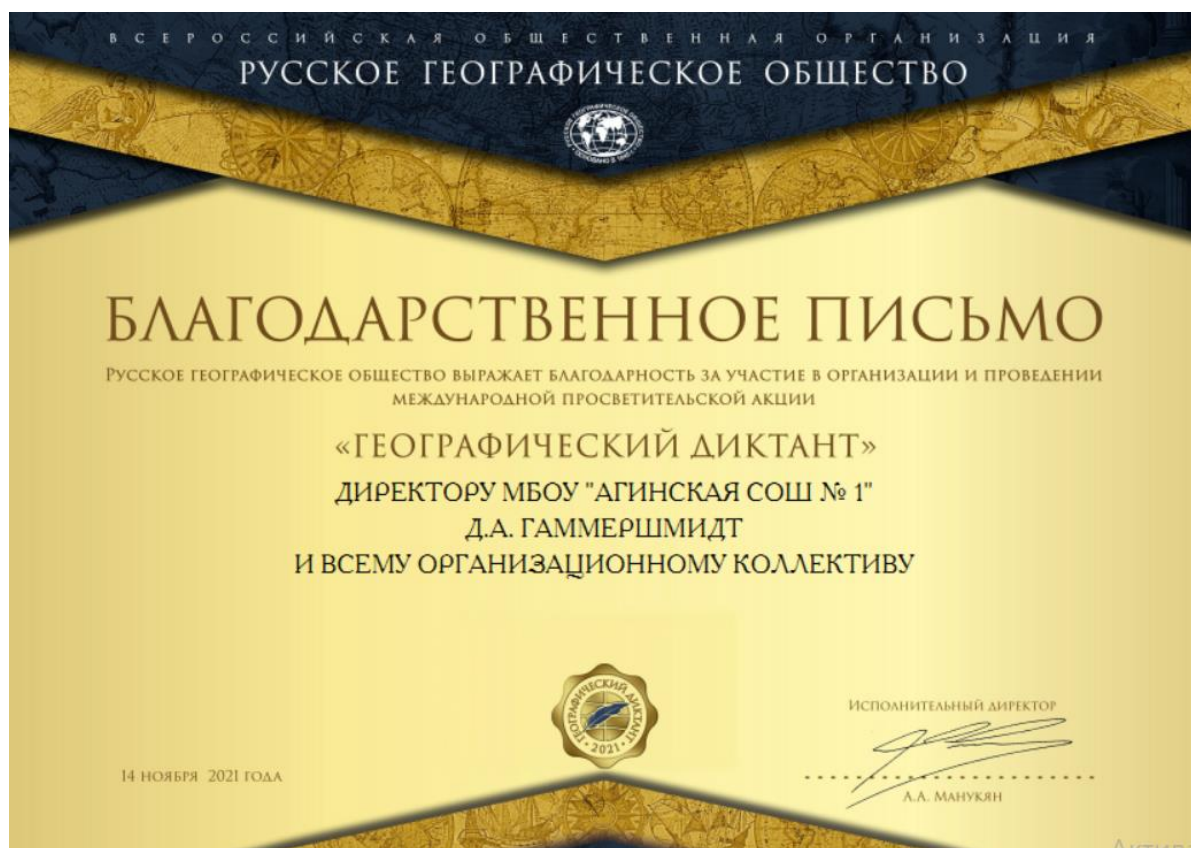 ВСЕРОССИЙСКАЯ ОБЩЕСТВЕННАЯ ОРГАНИЗАЦИЯ
РУССКОЕ ГЕОГРАФИЧЕСКОЕ ОБЩЕСТВО
БЛАГОДАРСТВЕННОЕ ПИСЬМО
РУССКОЕ ГЕОГРАФИЧЕСКОЕ ОБЩЕСТВО ВЫРАЖАЕТ БЛАГОДАРНОСТЬ ЗА УЧАСТИЕ В ОРГАНИЗАЦИИ И ПРОВЕДЕНИИ
МЕЖДУНАРОДНОЙ ПРОСВЕТИТЕЛЬСКОЙ АКЦИИ
«ГЕОГРАФИЧЕСКИЙ ДИКТАНТ»
ДИРЕКТОРУ МБОУ "АГИНСКАЯ СОШ № 1"
Д.А. ГАММЕРШМИДТ
И ВСЕМУ ОРГАНИЗАЦИОННОМУ КОЛЛЕКТИВУ
ГЕОГРАФИЧЕСКИЙ ДИКТАНТ
• 2021 •
ИСПОЛНИТЕЛЬНЫЙ ДИРЕКТОР
14 НОЯБРЯ 2021 ГОДА
А.А. МАНУКЯН